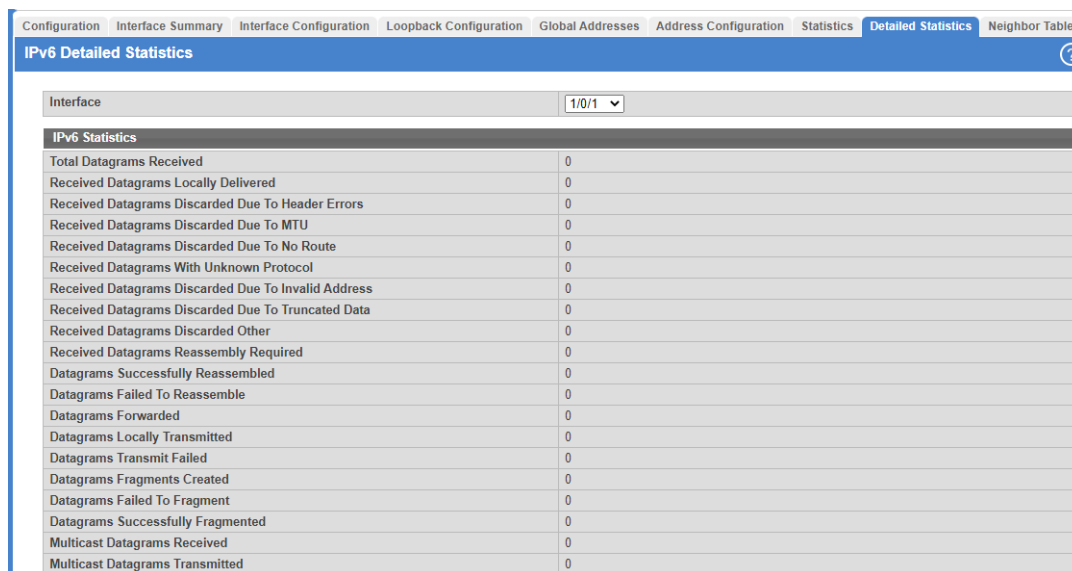 Configuration Interface Summary Interface Configuration Loopback Configuration Global Addresses Address Configuration Statistics Detailed Statistics Neighbor Table
IPv6 Detailed Statistics ?
Interface 1/0/1
IPv6 Statistics
Total Datagrams Received 0
Received Datagrams Locally Delivered 0
Received Datagrams Discarded Due To Header Errors 0
Received Datagrams Discarded Due To MTU 0
Received Datagrams Discarded Due To No Route 0
Received Datagrams With Unknown Protocol 0
Received Datagrams Discarded Due To Invalid Address 0
Received Datagrams Discarded Due To Truncated Data 0
Received Datagrams Discarded Other 0
Received Datagrams Reassembly Required 0
Datagrams Successfully Reassembled 0
Datagrams Failed To Reassemble 0
Datagrams Forwarded 0
Datagrams Locally Transmitted 0
Datagrams Transmit Failed 0
Datagrams Fragments Created 0
Datagrams Failed To Fragment 0
Datagrams Successfully Fragmented 0
Multicast Datagrams Received 0
Multicast Datagrams Transmitted 0